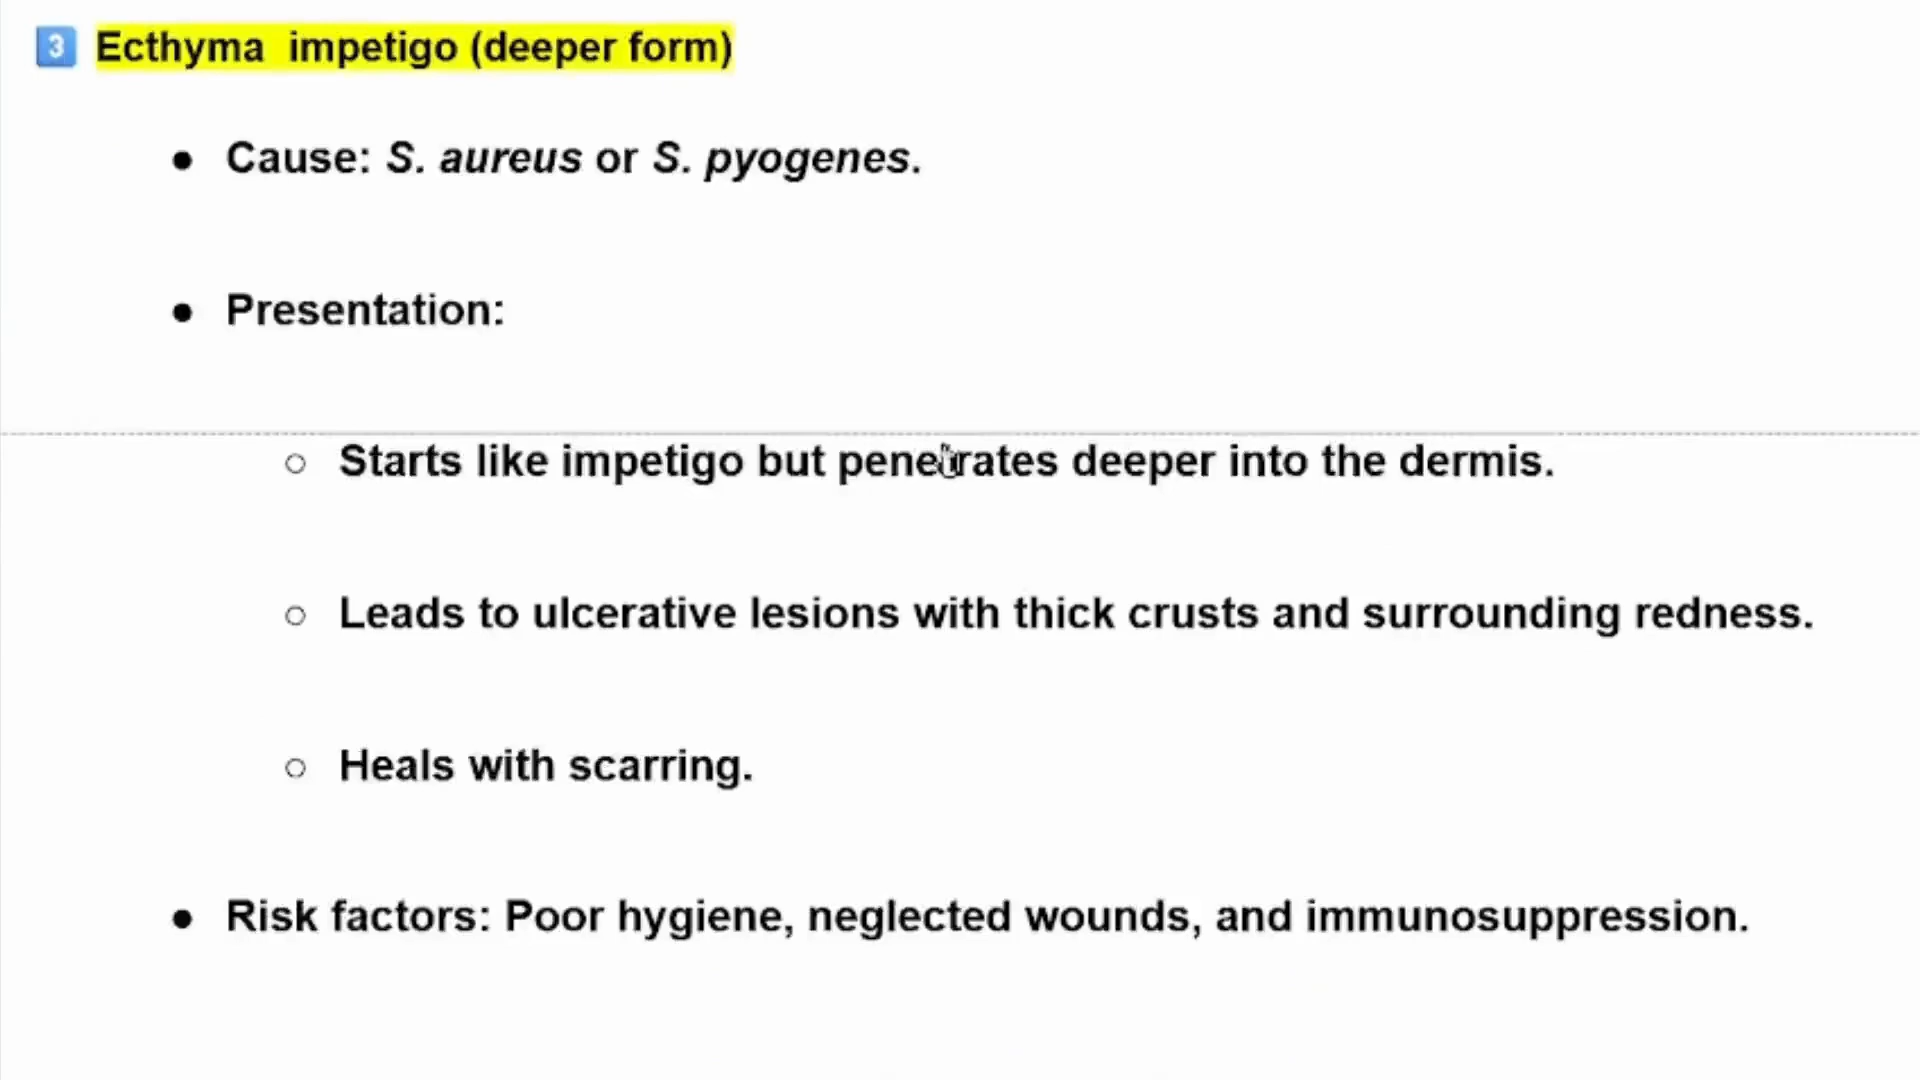 3 Ecthyma impetigo (deeper form)
● Cause: S. aureus or S. pyogenes.
● Presentation:
○ Starts like impetigo but penetrates deeper into the dermis.
○ Leads to ulcerative lesions with thick crusts and surrounding redness.
○ Heals with scarring.
● Risk factors: Poor hygiene, neglected wounds, and immunosuppression.